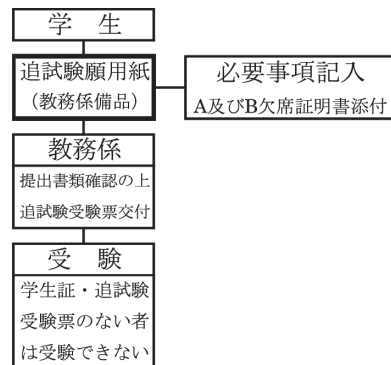 学　生
追試験願用紙
（教務係備品）
必要事項記入
A及びB欠席証明書添付
教務係
提出書類確認の上
追試験受験票交付
受　験
学生証・追試験
受験票のない者
は受験できない